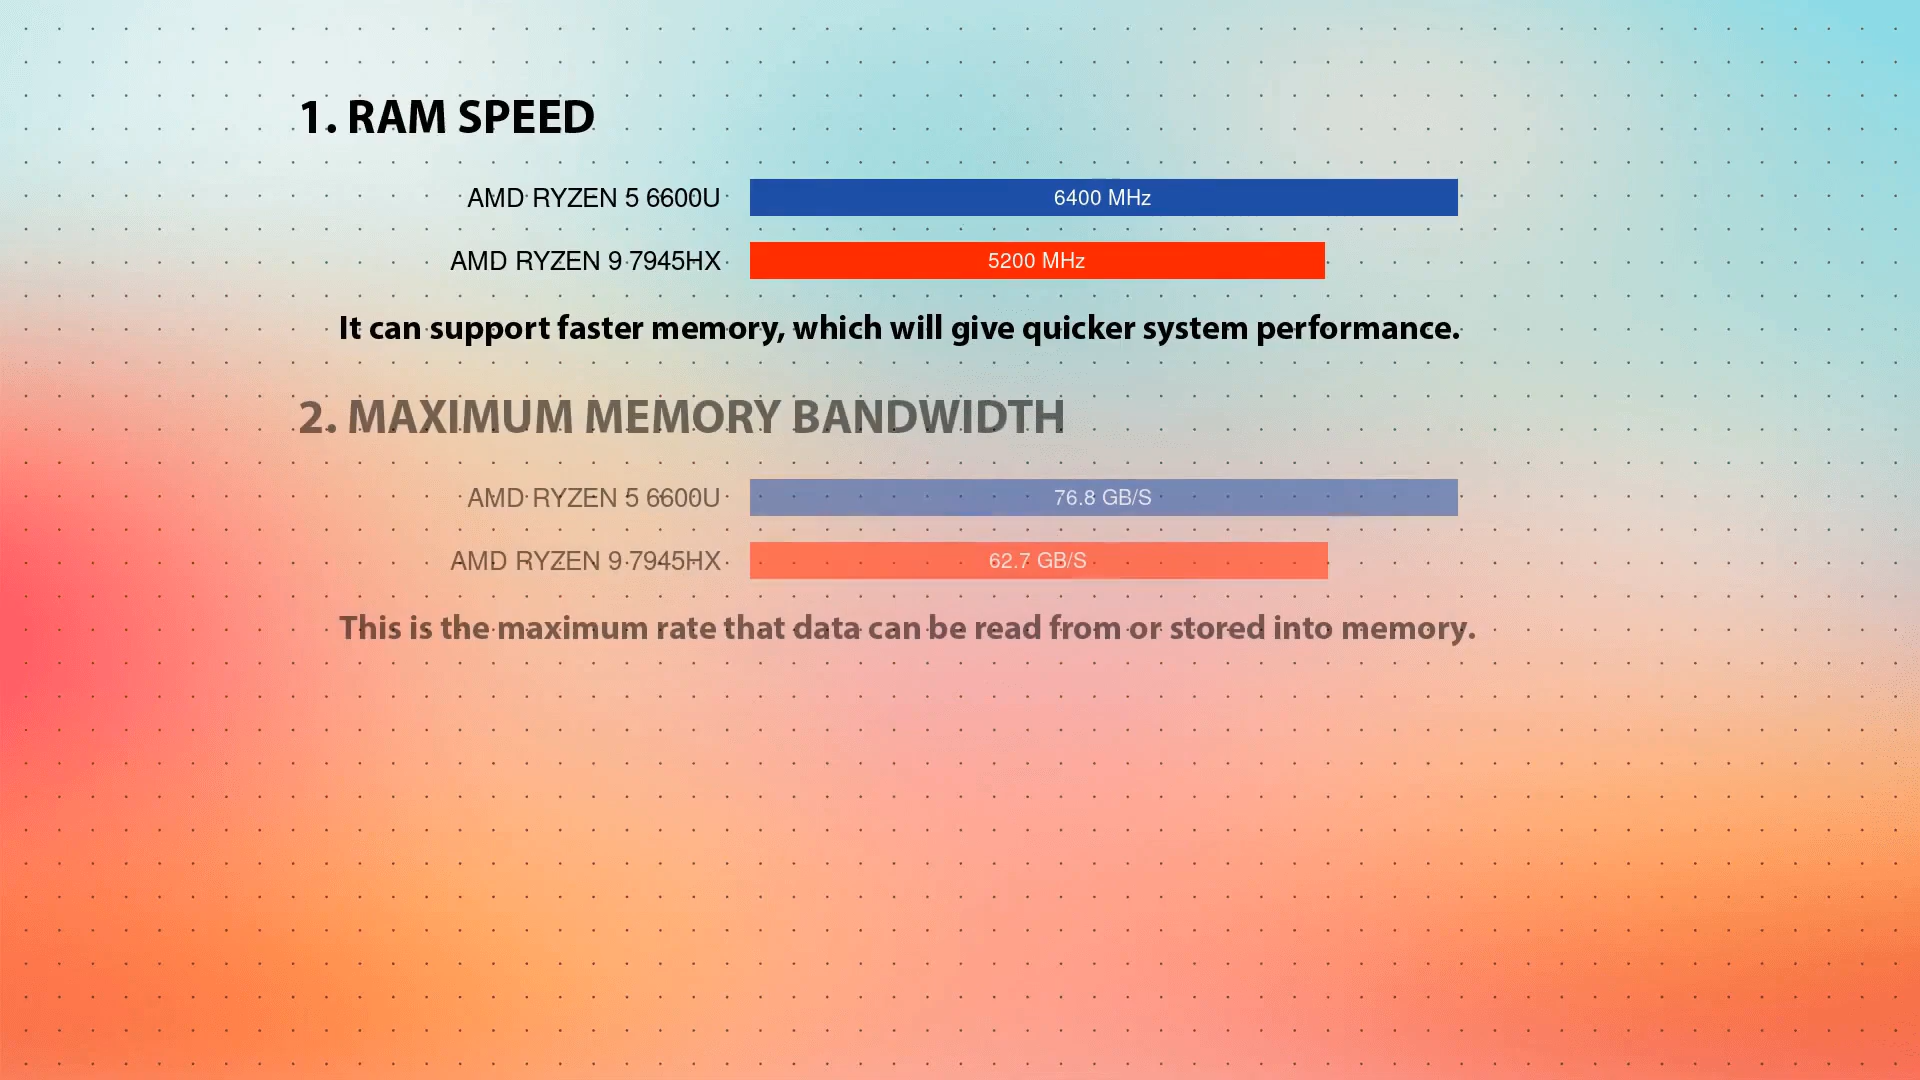 1. RAM SPEED
AMD RYZEN 5 6600U
6400 MHz
AMD RYZEN 9 7945HX
5200 MHz
It can support faster memory, which will give quicker system performance.
2. MAXIMUM MEMORY BANDWIDTH
AMD RYZEN 5 6600U
76.8 GB/S
AMD RYZEN 9 7945HX
62.7 GB/S
This is the maximum rate that data can be read from or stored into memory.